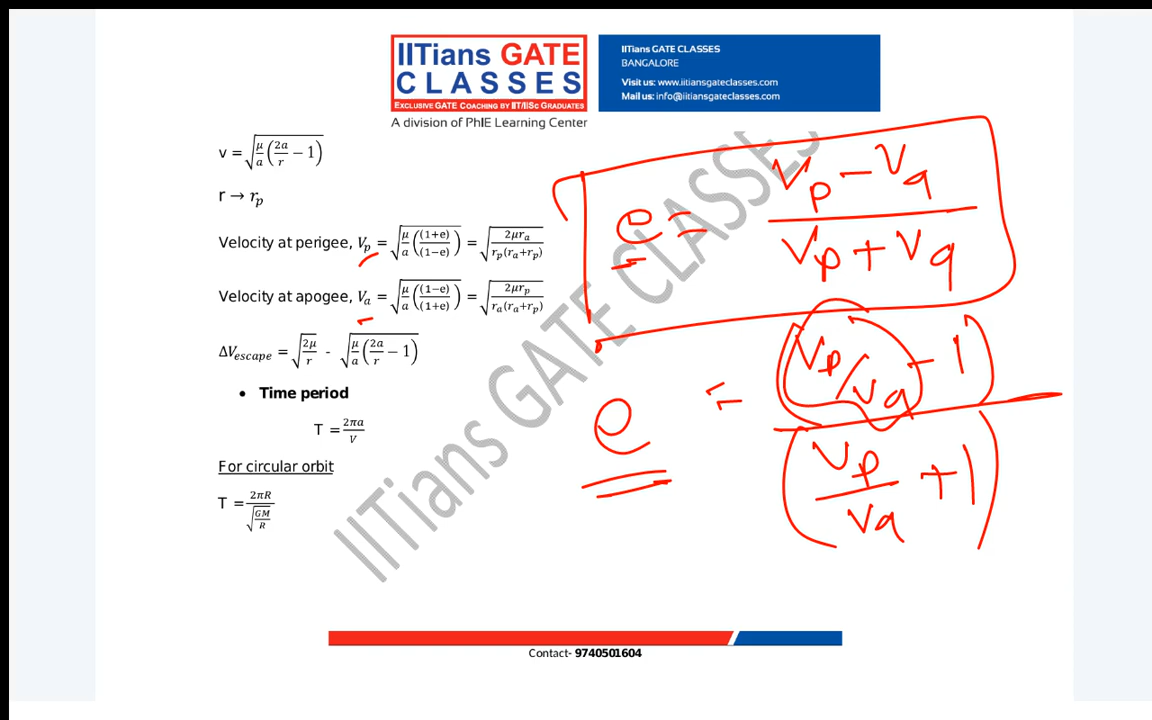 IITians GATE
CLASSES
EXCLUSIVE GATE COACHING BY IIT/IISc GRADUATES
A division of PhIE Learning Center
IITians GATE CLASSES
BANGALORE
Visit us: www.iitiansgateclasses.com
Mail us: info@iitiansgateclasses.com
v = √(μ/a (2a/r − 1))
r → r_p
Velocity at perigee, V_p = √(μ/a ((1+e)/(1−e))) = √(2μr_a/(r_p(r_a+r_p)))
Velocity at apogee, V_a = √(μ/a ((1−e)/(1+e))) = √(2μr_p/(r_a(r_a+r_p)))
ΔV_escape = √(2μ/r) - √(μ/a (2a/r − 1))
• Time period
T = 2πa/V
For circular orbit
T = 2πR/√(GM/R)
e = (V_p − V_a)/(V_p + V_a)
e = (V_p/V_a − 1)/(V_p/V_a + 1)
IITians GATE CLASSES
Contact- 9740501604